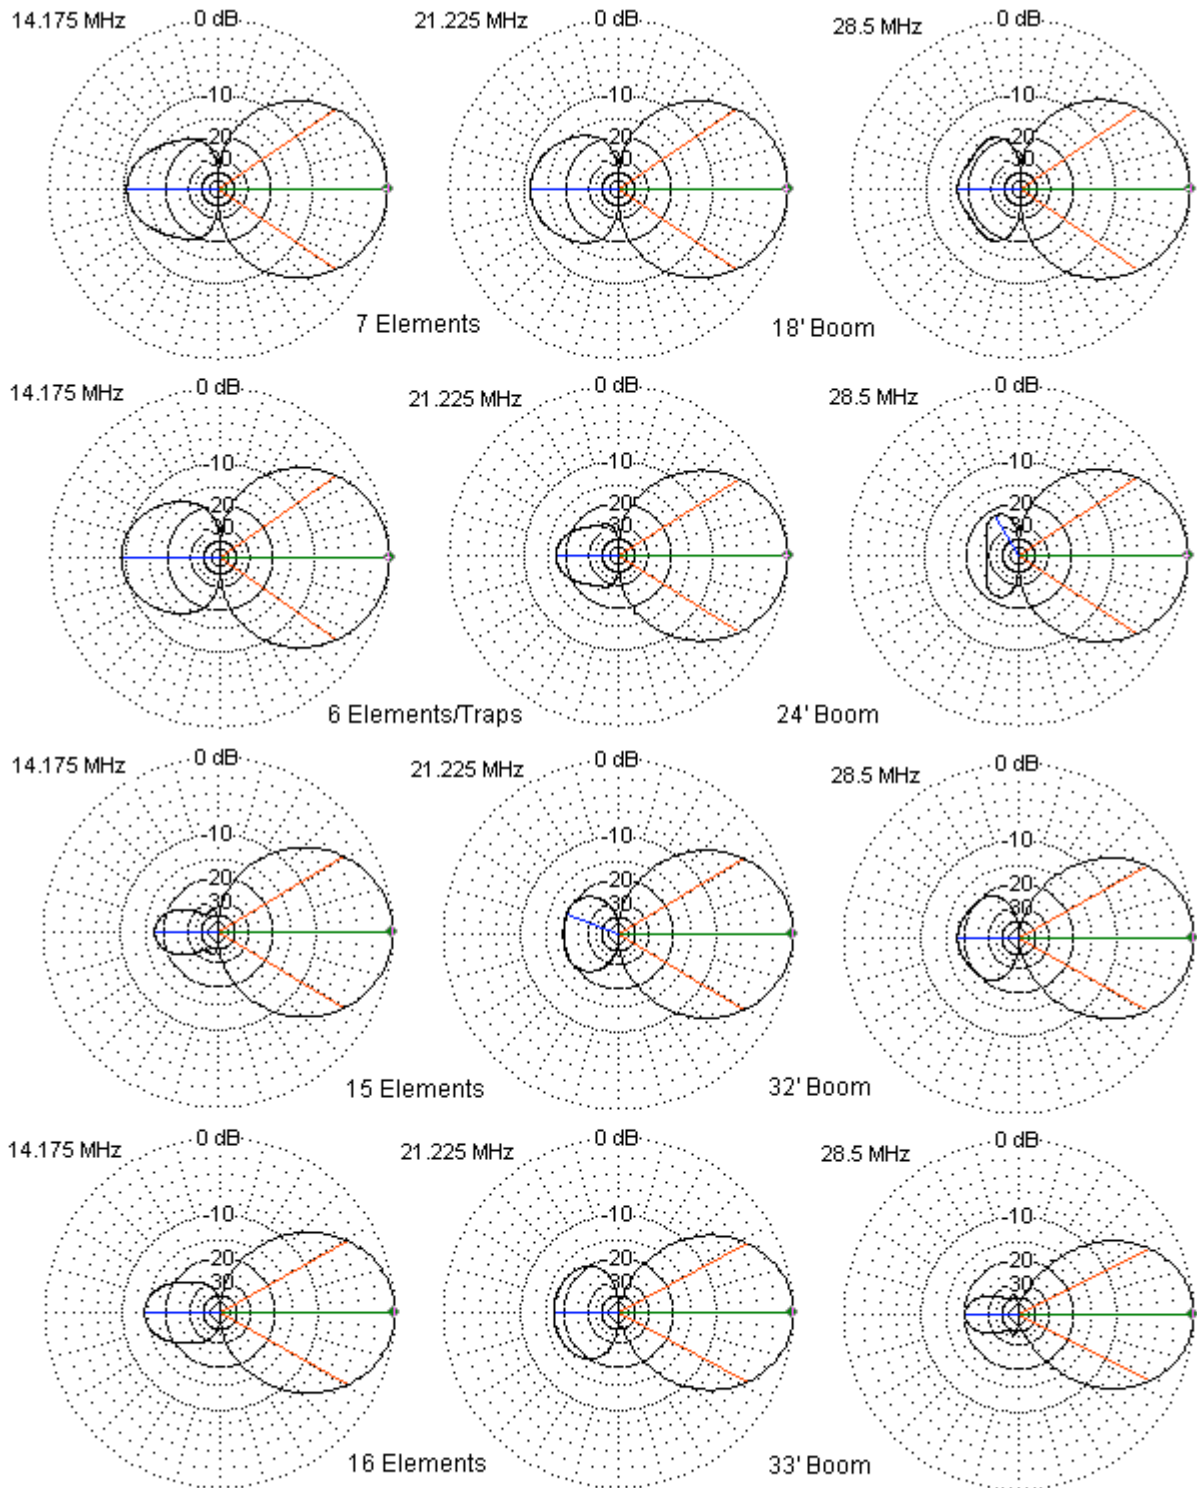 14.175 MHz 0 dB 21.225 MHz 0 dB 28.5 MHz 0 dB
-10 -10 -10
-20 -20 -20
30 30 30
7 Elements 18' Boom
14.175 MHz 0 dB 21.225 MHz 0 dB 28.5 MHz 0 dB
-10 -10 -10
-20 -20 -20
-30 -30 30
6 Elements/Traps 24' Boom
14.175 MHz 0 dB 21.225 MHz 0 dB 28.5 MHz 0 dB
-10 -10 -10
-20 -20 -20
30 30 30
15 Elements 32' Boom
14.175 MHz 0 dB 21.225 MHz 0 dB 28.5 MHz 0 dB
-10 -10 -10
-20 -20 -20
-30 30 -30
16 Elements 33' Boom